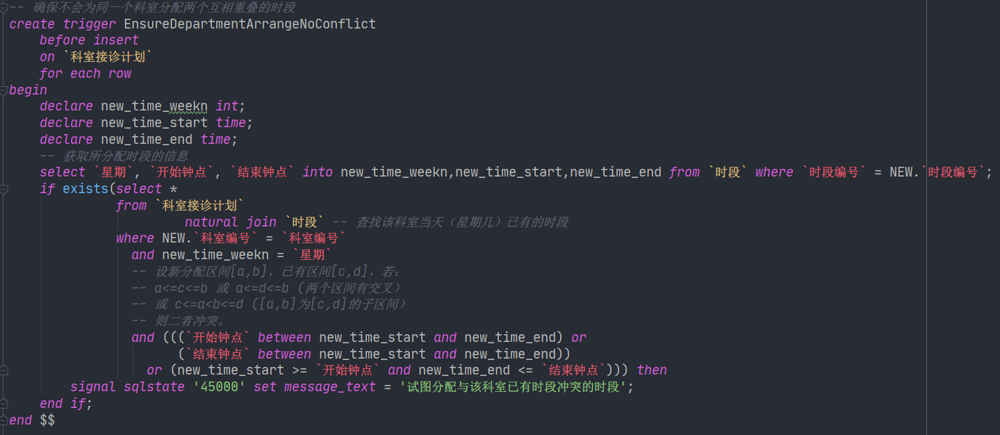 -- 确保不会为同一个科室分配两个互相重叠的时段
create trigger EnsureDepartmentArrangeNoConflict
    before insert
    on `科室接诊计划`
    for each row
begin
    declare new_time_weekn int;
    declare new_time_start time;
    declare new_time_end time;
    -- 获取所分配时段的信息
    select `星期`, `开始钟点`, `结束钟点` into new_time_weekn,new_time_start,new_time_end from `时段` where `时段编号` = NEW.`时段编号`;
    if exists(select *
              from `科室接诊计划`
                       natural join `时段` -- 查找该科室当天（星期几）已有的时段
              where NEW.`科室编号` = `科室编号`
                and new_time_weekn = `星期`
                -- 设新分配区间[a,b]，已有区间[c,d]，若：
                -- a<=c<=b 或 a<=d<=b (两个区间有交叉）
                -- 或 c<=a<b<=d ([a,b]为[c,d]的子区间）
                -- 则二者冲突。
                and (((`开始钟点` between new_time_start and new_time_end) or
                      (`结束钟点` between new_time_start and new_time_end))
                  or (new_time_start >= `开始钟点` and new_time_end <= `结束钟点`))) then
        signal sqlstate '45000' set message_text = '试图分配与该科室已有时段冲突的时段';
    end if;
end $$